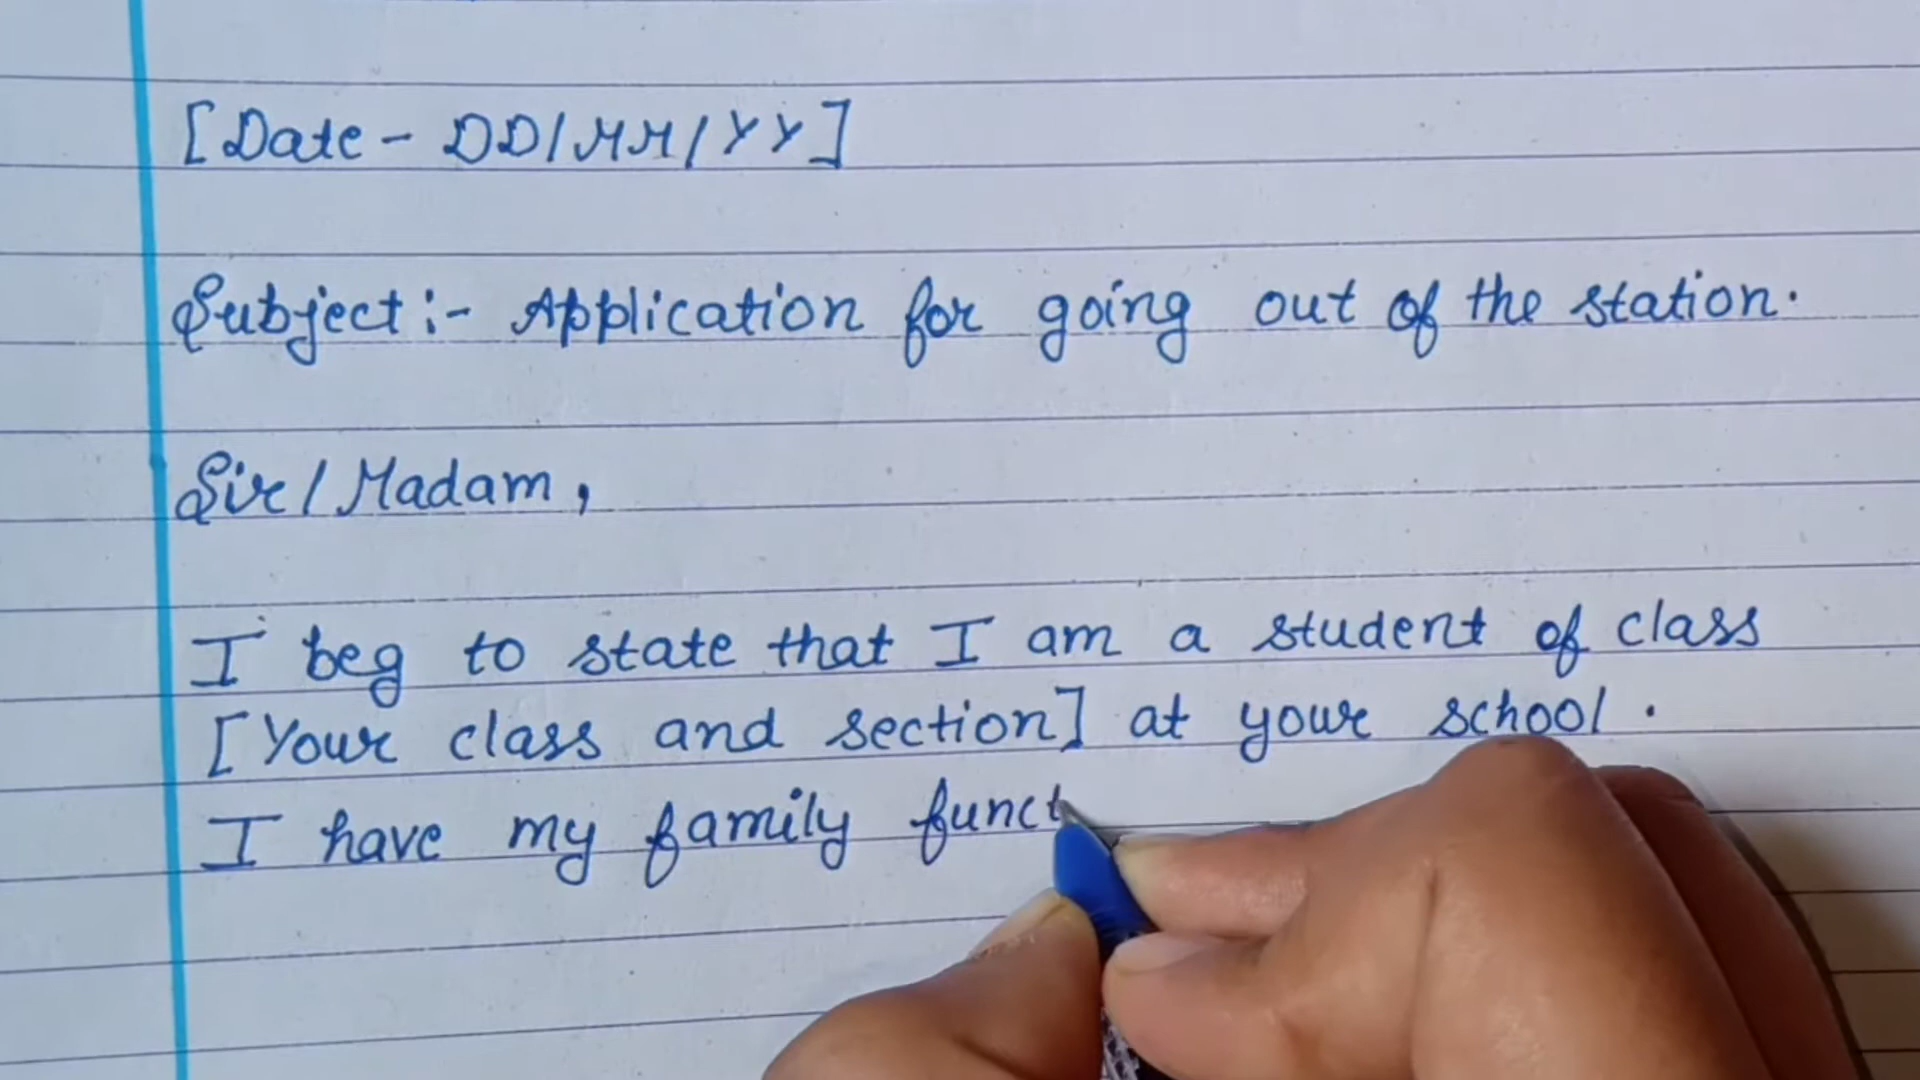 [Date - DD/MM/YY]
Subject:- Application for going out of the station.
Sir/Madam,
I beg to state that I am a student of class
[Your class and section] at your school.
I have my family funct